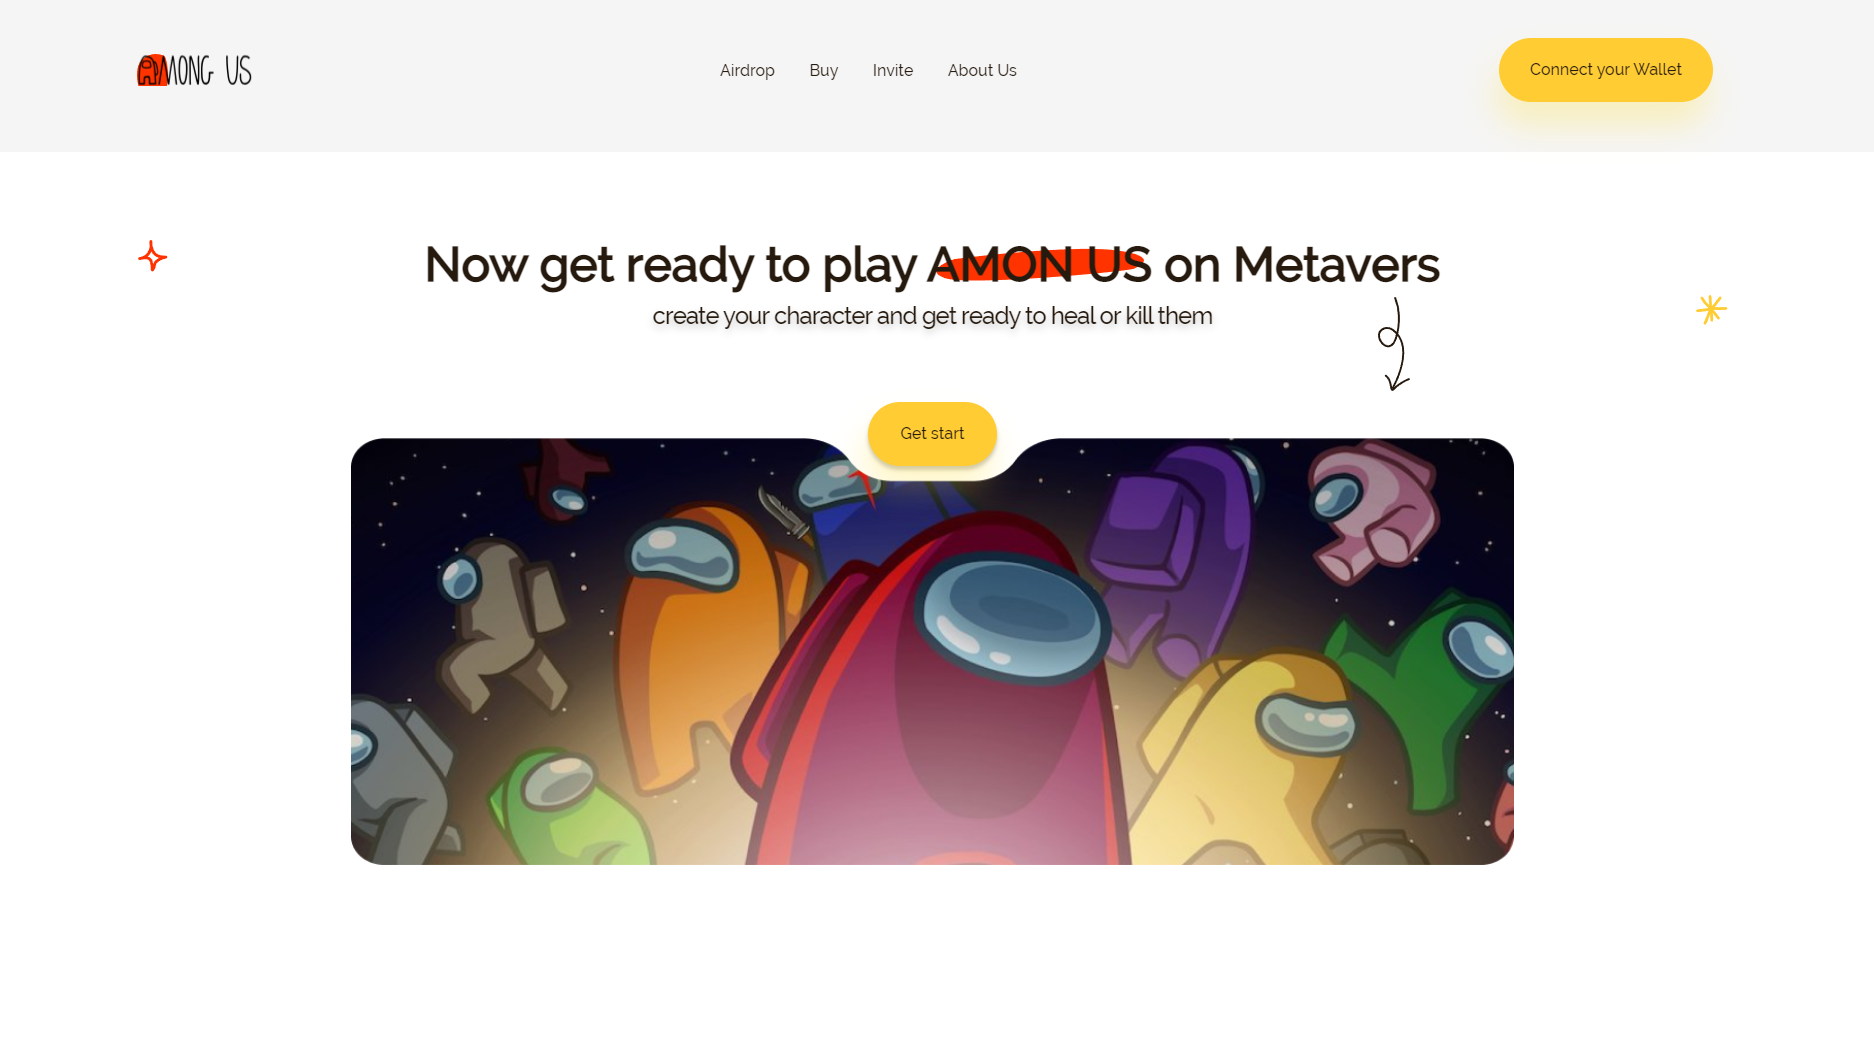 AMONG US
Airdrop Buy Invite About Us
Connect your Wallet
Now get ready to play AMON US on Metavers
create your character and get ready to heal or kill them
Get start